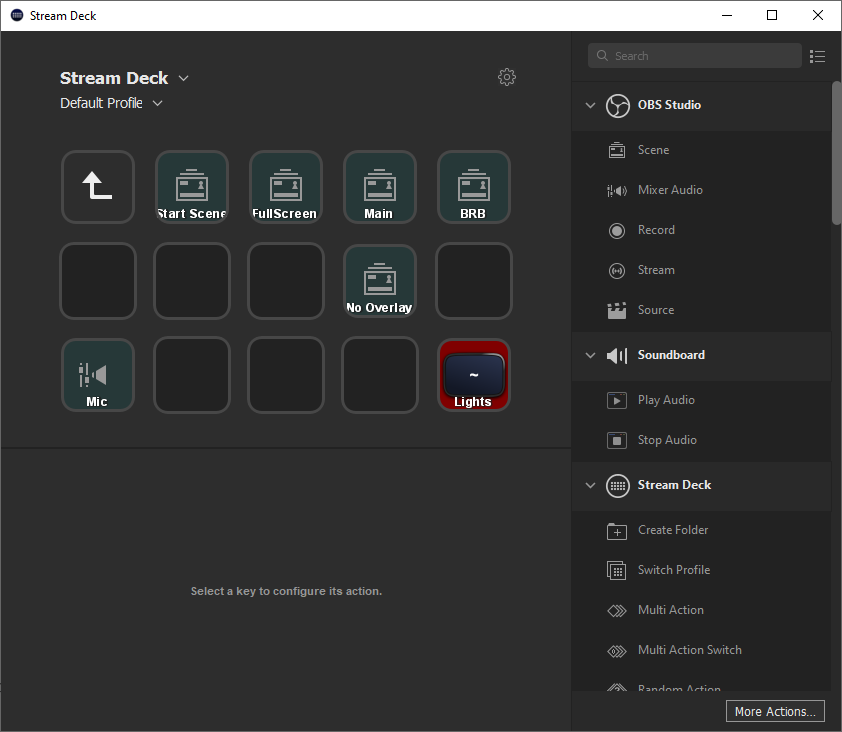 Stream Deck
Stream Deck
Default Profile
Start Scene
FullScreen
Main
BRB
No Overlay
Mic
~
Lights
Select a key to configure its action.
Search
OBS Studio
Scene
Mixer Audio
Record
Stream
Source
Soundboard
Play Audio
Stop Audio
Stream Deck
Create Folder
Switch Profile
Multi Action
Multi Action Switch
Random Action
More Actions...